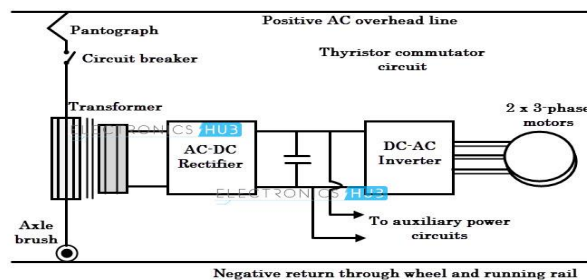 Positive AC overhead line
Pantograph
Circuit breaker
Thyristor commutator
circuit
Transformer
ELECTRONICS HUB
AC-DC
Rectifier
DC-AC
Inverter
2 x 3-phase
motors
ELECTRONICS HUB
Axle
brush
To auxiliary power
circuits
Negative return through wheel and running rail